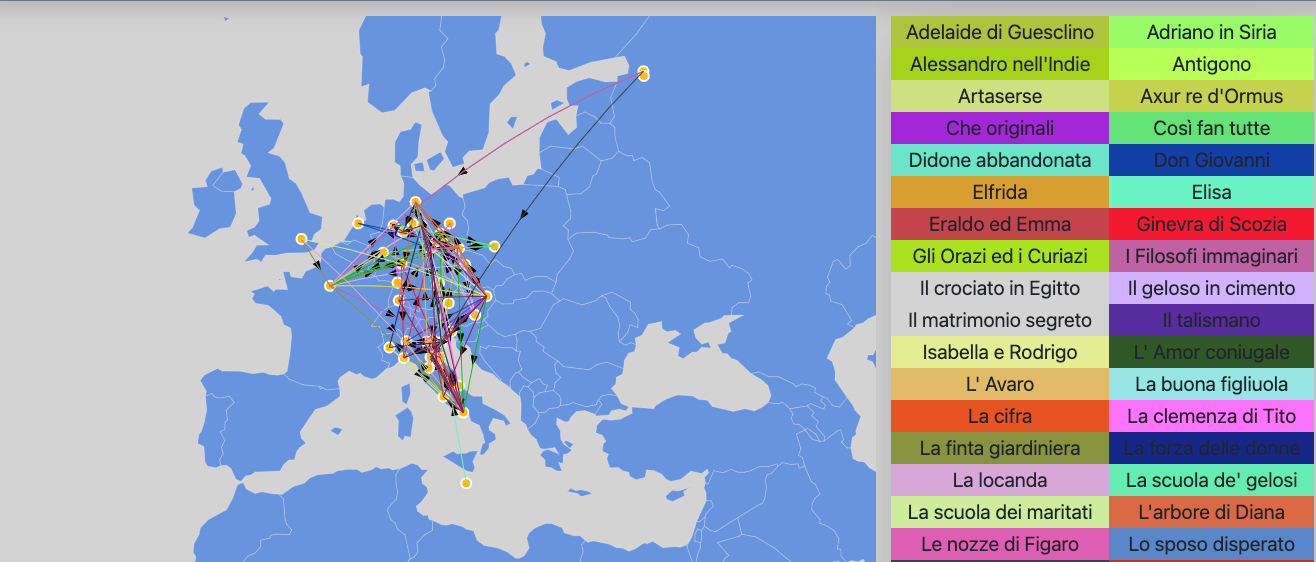 Adelaide di Guesclino Adriano in Siria
Alessandro nell'Indie Antigono
Artaserse Axur re d'Ormus
Che originali Così fan tutte
Didone abbandonata Don Giovanni
Elfrida Elisa
Eraldo ed Emma Ginevra di Scozia
Gli Orazi ed i Curiazi I Filosofi immaginari
Il crociato in Egitto Il geloso in cimento
Il matrimonio segreto Il talismano
Isabella e Rodrigo L' Amor coniugale
L' Avaro La buona figliuola
La cifra La clemenza di Tito
La finta giardiniera La forza delle donne
La locanda La scuola de' gelosi
La scuola dei maritati L'arbore di Diana
Le nozze di Figaro Lo sposo disperato